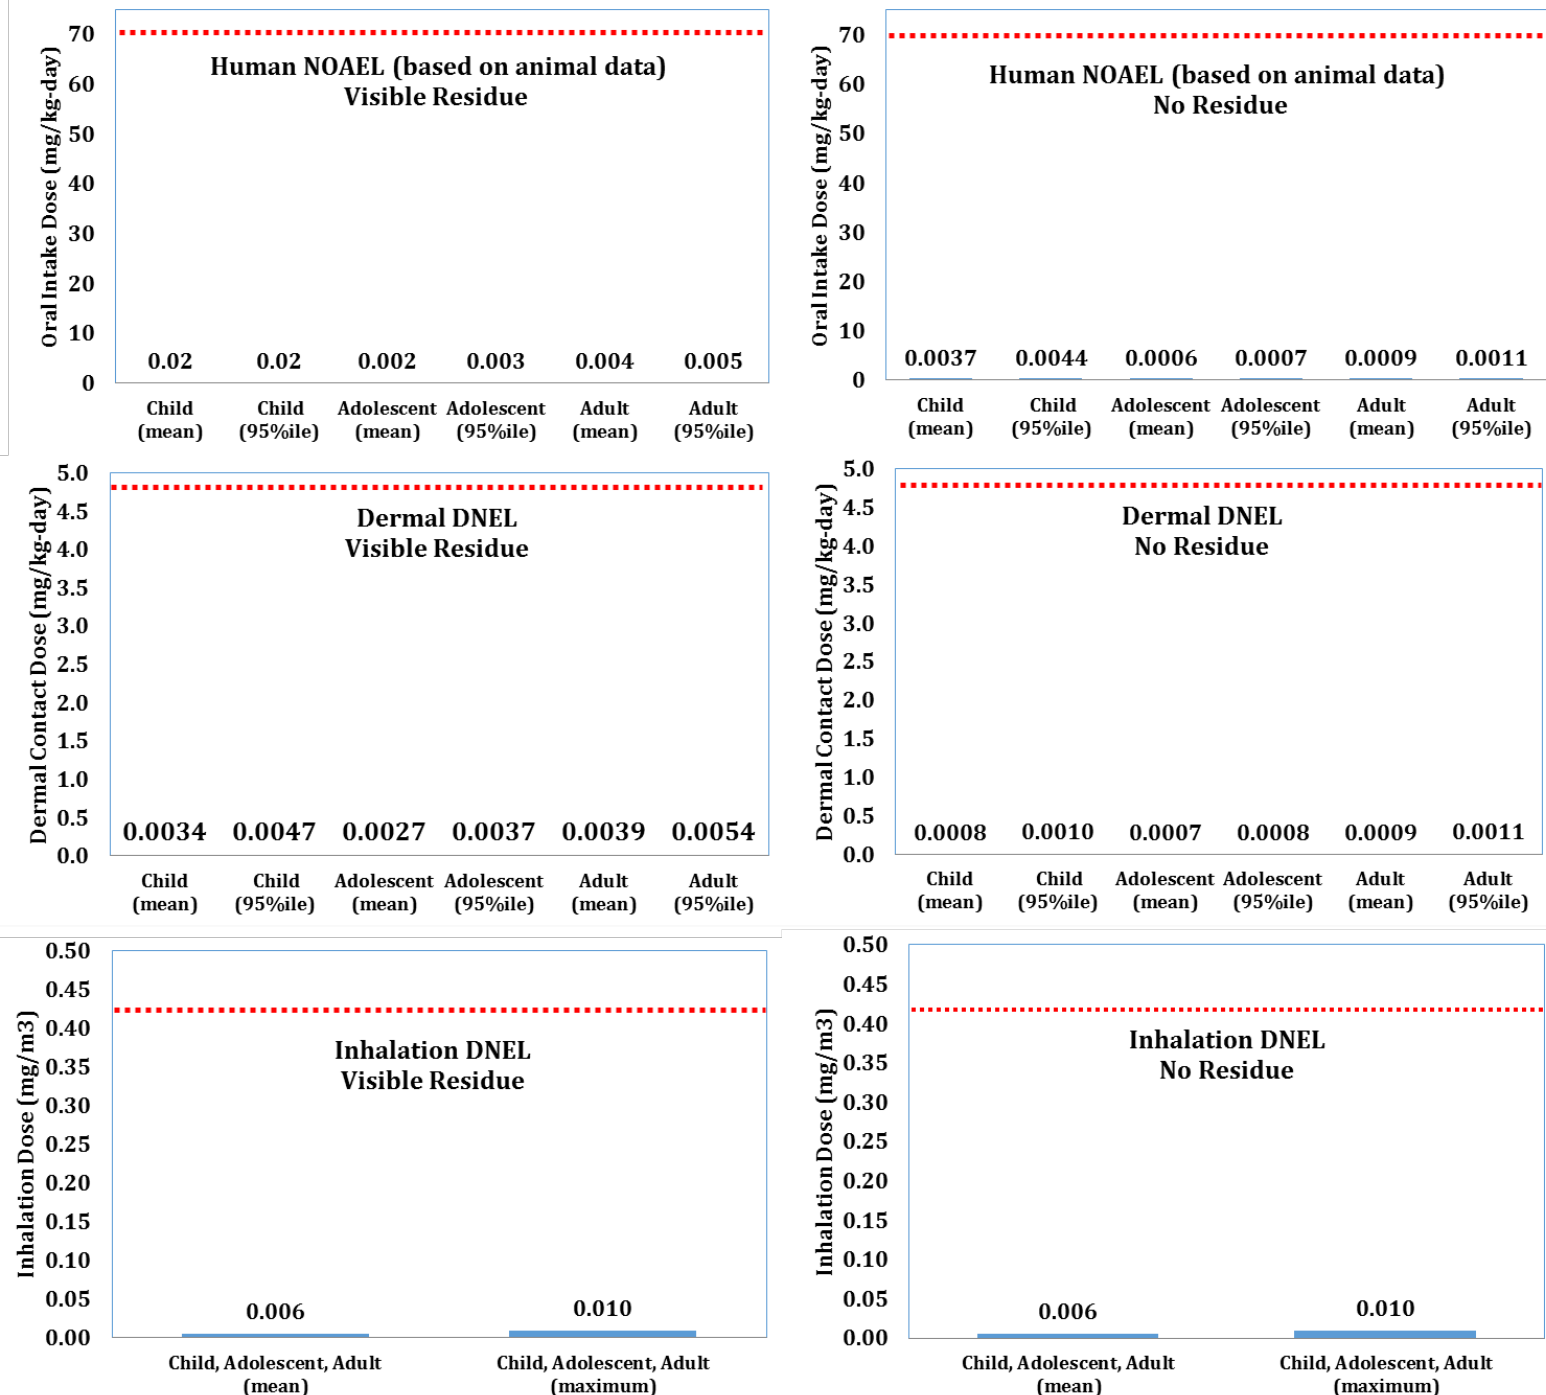 Human NOAEL (based on animal data)
Visible Residue
Oral Intake Dose (mg/kg-day)
70
60
50
40
30
20
10
0
0.02 0.02 0.002 0.003 0.004 0.005
Child Child Adolescent Adolescent Adult Adult
(mean) (95%ile) (mean) (95%ile) (mean) (95%ile)
Human NOAEL (based on animal data)
No Residue
Oral Intake Dose (mg/kg-day)
70
60
50
40
30
20
10
0
0.0037 0.0044 0.0006 0.0007 0.0009 0.0011
Child Child Adolescent Adolescent Adult Adult
(mean) (95%ile) (mean) (95%ile) (mean) (95%ile)
Dermal DNEL
Visible Residue
Dermal Contact Dose (mg/kg-day)
5.0
4.5
4.0
3.5
3.0
2.5
2.0
1.5
1.0
0.5
0.0
0.0034 0.0047 0.0027 0.0037 0.0039 0.0054
Child Child Adolescent Adolescent Adult Adult
(mean) (95%ile) (mean) (95%ile) (mean) (95%ile)
Dermal DNEL
No Residue
Dermal Contact Dose (mg/kg-day)
5.0
4.5
4.0
3.5
3.0
2.5
2.0
1.5
1.0
0.5
0.0
0.0008 0.0010 0.0007 0.0008 0.0009 0.0011
Child Child Adolescent Adolescent Adult Adult
(mean) (95%ile) (mean) (95%ile) (mean) (95%ile)
Inhalation DNEL
Visible Residue
Inhalation Dose (mg/m3)
0.50
0.45
0.40
0.35
0.30
0.25
0.20
0.15
0.10
0.05
0.00
0.006 0.010
Child, Adolescent, Adult Child, Adolescent, Adult
(mean) (maximum)
Inhalation DNEL
No Residue
Inhalation Dose (mg/m3)
0.50
0.45
0.40
0.35
0.30
0.25
0.20
0.15
0.10
0.05
0.00
0.006 0.010
Child, Adolescent, Adult Child, Adolescent, Adult
(mean) (maximum)